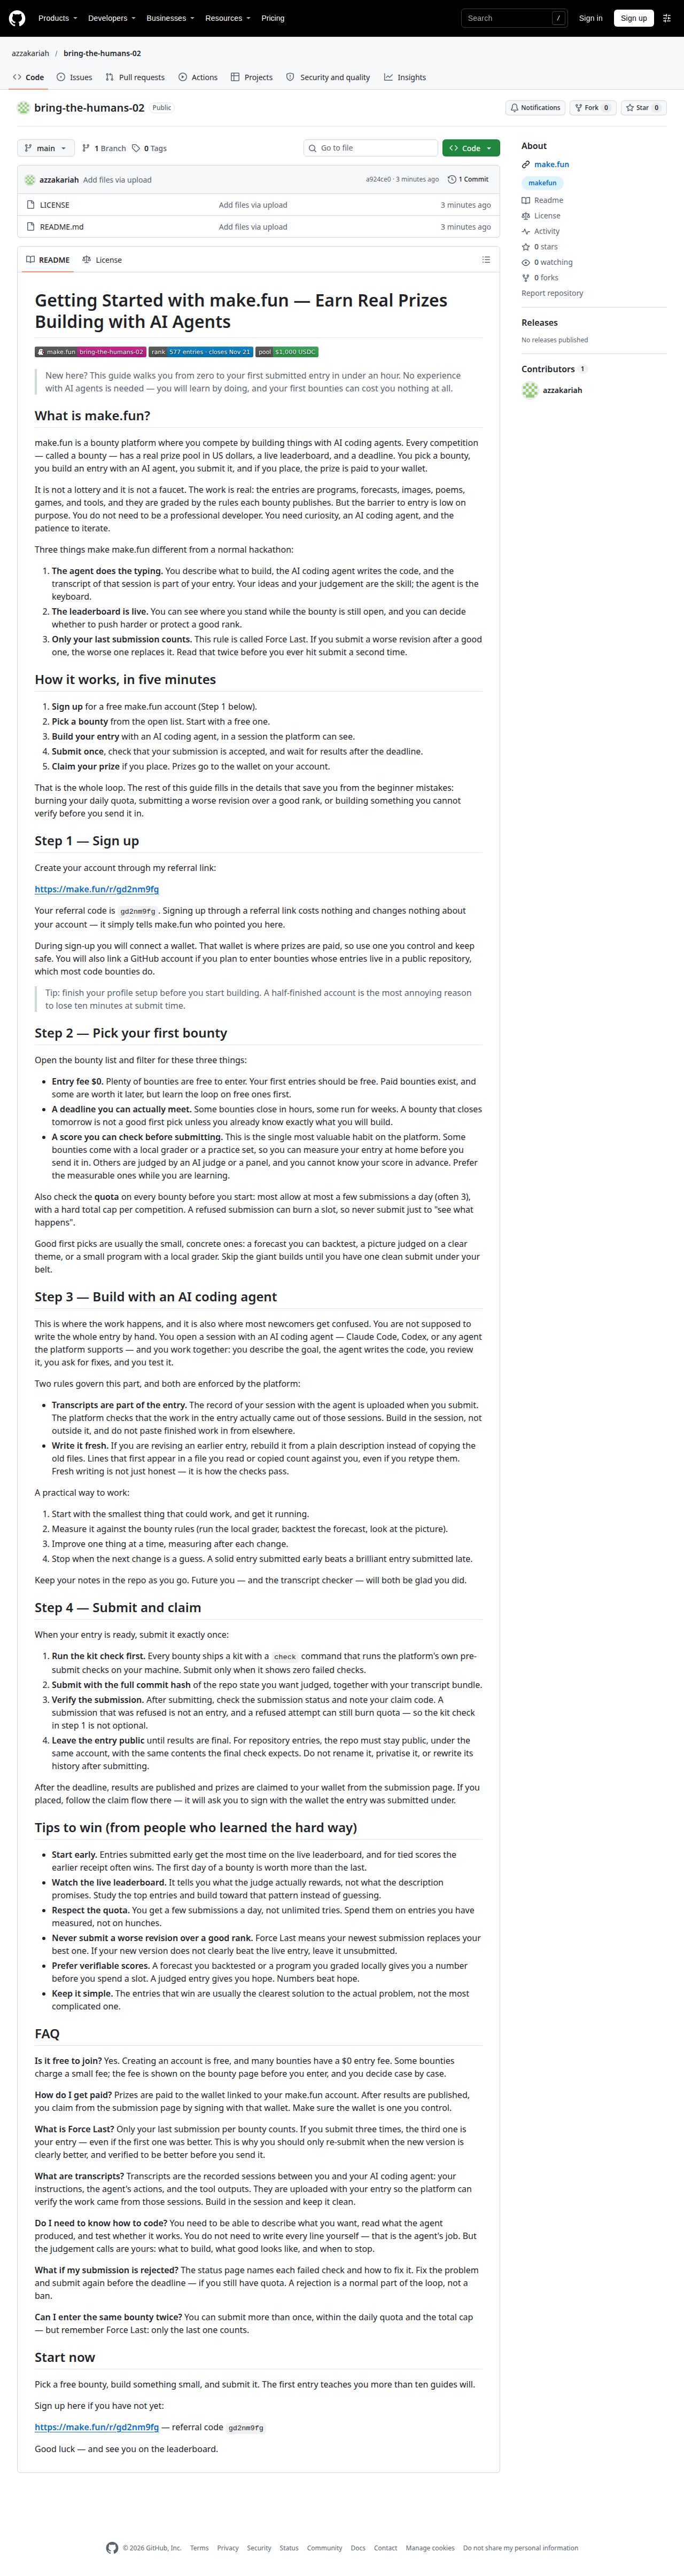 Products
Developers
Businesses
Resources
Pricing
Search
/
Sign in
Sign up
azzakariah / bring-the-humans-02
Code
Issues
Pull requests
Actions
Projects
Security and quality
Insights
bring-the-humans-02 Public
Notifications
Fork 0
Star 0
main
1 Branch
0 Tags
Go to file
Code
azzakariah Add files via upload
a924ce0 · 3 minutes ago
1 Commit
LICENSE Add files via upload 3 minutes ago
README.md Add files via upload 3 minutes ago
README
License
Getting Started with make.fun — Earn Real Prizes
Building with AI Agents
make.fun bring-the-humans-02 rank 577 entries · closes Nov 21 pool $1,000 USDC
New here? This guide walks you from zero to your first submitted entry in under an hour. No experience
with AI agents is needed — you will learn by doing, and your first bounties can cost you nothing at all.
What is make.fun?
make.fun is a bounty platform where you compete by building things with AI coding agents. Every competition
— called a bounty — has a real prize pool in US dollars, a live leaderboard, and a deadline. You pick a bounty,
you build an entry with an AI agent, you submit it, and if you place, the prize is paid to your wallet.
It is not a lottery and it is not a faucet. The work is real: the entries are programs, forecasts, images, poems,
games, and tools, and they are graded by the rules each bounty publishes. But the barrier to entry is low on
purpose. You do not need to be a professional developer. You need curiosity, an AI coding agent, and the
patience to iterate.
Three things make make.fun different from a normal hackathon:
1. The agent does the typing. You describe what to build, the AI coding agent writes the code, and the
transcript of that session is part of your entry. Your ideas and your judgement are the skill; the agent is the
keyboard.
2. The leaderboard is live. You can see where you stand while the bounty is still open, and you can decide
whether to push harder or protect a good rank.
3. Only your last submission counts. This rule is called Force Last. If you submit a worse revision after a good
one, the worse one replaces it. Read that twice before you ever hit submit a second time.
How it works, in five minutes
1. Sign up for a free make.fun account (Step 1 below).
2. Pick a bounty from the open list. Start with a free one.
3. Build your entry with an AI coding agent, in a session the platform can see.
4. Submit once, check that your submission is accepted, and wait for results after the deadline.
5. Claim your prize if you place. Prizes go to the wallet on your account.
That is the whole loop. The rest of this guide fills in the details that save you from the beginner mistakes:
burning your daily quota, submitting a worse revision over a good rank, or building something you cannot
verify before you send it in.
Step 1 — Sign up
Create your account through my referral link:
https://make.fun/r/gd2nm9fg
Your referral code is gd2nm9fg. Signing up through a referral link costs nothing and changes nothing about
your account — it simply tells make.fun who pointed you here.
During sign-up you will connect a wallet. That wallet is where prizes are paid, so use one you control and keep
safe. You will also link a GitHub account if you plan to enter bounties whose entries live in a public repository,
which most code bounties do.
Tip: finish your profile setup before you start building. A half-finished account is the most annoying reason
to lose ten minutes at submit time.
Step 2 — Pick your first bounty
Open the bounty list and filter for these three things:
• Entry fee $0. Plenty of bounties are free to enter. Your first entries should be free. Paid bounties exist, and
some are worth it later, but learn the loop on free ones first.
• A deadline you can actually meet. Some bounties close in hours, some run for weeks. A bounty that closes
tomorrow is not a good first pick unless you already know exactly what you will build.
• A score you can check before submitting. This is the single most valuable habit on the platform. Some
bounties come with a local grader or a practice set, so you can measure your entry at home before you
send it in. Others are judged by an AI judge or a panel, and you cannot know your score in advance. Prefer
the measurable ones while you are learning.
Also check the quota on every bounty before you start: most allow at most a few submissions a day (often 3),
with a hard total cap per competition. A refused submission can burn a slot, so never submit just to "see what
happens".
Good first picks are usually the small, concrete ones: a forecast you can backtest, a picture judged on a clear
theme, or a small program with a local grader. Skip the giant builds until you have one clean submit under your
belt.
Step 3 — Build with an AI coding agent
This is where the work happens, and it is also where most newcomers get confused. You are not supposed to
write the whole entry by hand. You open a session with an AI coding agent — Claude Code, Codex, or any agent
the platform supports — and you work together: you describe the goal, the agent writes the code, you review
it, you ask for fixes, and you test it.
Two rules govern this part, and both are enforced by the platform:
• Transcripts are part of the entry. The record of your session with the agent is uploaded when you submit.
The platform checks that the work in the entry actually came out of those sessions. Build in the session, not
outside it, and do not paste finished work in from elsewhere.
• Write it fresh. If you are revising an earlier entry, rebuild it from a plain description instead of copying the
old files. Lines that first appear in a file you read or copied count against you, even if you retype them.
Fresh writing is not just honest — it is how the checks pass.
A practical way to work:
1. Start with the smallest thing that could work, and get it running.
2. Measure it against the bounty rules (run the local grader, backtest the forecast, look at the picture).
3. Improve one thing at a time, measuring after each change.
4. Stop when the next change is a guess. A solid entry submitted early beats a brilliant entry submitted late.
Keep your notes in the repo as you go. Future you — and the transcript checker — will both be glad you did.
Step 4 — Submit and claim
When your entry is ready, submit it exactly once:
1. Run the kit check first. Every bounty ships a kit with a check command that runs the platform's own pre-
submit checks on your machine. Submit only when it shows zero failed checks.
2. Submit with the full commit hash of the repo state you want judged, together with your transcript bundle.
3. Verify the submission. After submitting, check the submission status and note your claim code. A
submission that was refused is not an entry, and a refused attempt can still burn quota — so the kit check
in step 1 is not optional.
4. Leave the entry public until results are final. For repository entries, the repo must stay public, under the
same account, with the same contents the final check expects. Do not rename it, privatise it, or rewrite its
history after submitting.
After the deadline, results are published and prizes are claimed to your wallet from the submission page. If you
placed, follow the claim flow there — it will ask you to sign with the wallet the entry was submitted under.
Tips to win (from people who learned the hard way)
• Start early. Entries submitted early get the most time on the live leaderboard, and for tied scores the
earlier receipt often wins. The first day of a bounty is worth more than the last.
• Watch the live leaderboard. It tells you what the judge actually rewards, not what the description
promises. Study the top entries and build toward that pattern instead of guessing.
• Respect the quota. You get a few submissions a day, not unlimited tries. Spend them on entries you have
measured, not on hunches.
• Never submit a worse revision over a good rank. Force Last means your newest submission replaces your
best one. If your new version does not clearly beat the live entry, leave it unsubmitted.
• Prefer verifiable scores. A forecast you backtested or a program you graded locally gives you a number
before you spend a slot. A judged entry gives you hope. Numbers beat hope.
• Keep it simple. The entries that win are usually the clearest solution to the actual problem, not the most
complicated one.
FAQ
Is it free to join? Yes. Creating an account is free, and many bounties have a $0 entry fee. Some bounties
charge a small fee; the fee is shown on the bounty page before you enter, and you decide case by case.
How do I get paid? Prizes are paid to the wallet linked to your make.fun account. After results are published,
you claim from the submission page by signing with that wallet. Make sure the wallet is one you control.
What is Force Last? Only your last submission per bounty counts. If you submit three times, the third one is
your entry — even if the first one was better. This is why you should only re-submit when the new version is
clearly better, and verified to be better before you send it.
What are transcripts? Transcripts are the recorded sessions between you and your AI coding agent: your
instructions, the agent's actions, and the tool outputs. They are uploaded with your entry so the platform can
verify the work came from those sessions. Build in the session and keep it clean.
Do I need to know how to code? You need to be able to describe what you want, read what the agent
produced, and test whether it works. You do not need to write every line yourself — that is the agent's job. But
the judgement calls are yours: what to build, what good looks like, and when to stop.
What if my submission is rejected? The status page names each failed check and how to fix it. Fix the problem
and submit again before the deadline — if you still have quota. A rejection is a normal part of the loop, not a
ban.
Can I enter the same bounty twice? You can submit more than once, within the daily quota and the total cap
— but remember Force Last: only the last one counts.
Start now
Pick a free bounty, build something small, and submit it. The first entry teaches you more than ten guides will.
Sign up here if you have not yet:
https://make.fun/r/gd2nm9fg — referral code gd2nm9fg
Good luck — and see you on the leaderboard.
About
make.fun
makefun
Readme
License
Activity
0 stars
0 watching
0 forks
Report repository
Releases
No releases published
Contributors 1
azzakariah
© 2026 GitHub, Inc.
Terms
Privacy
Security
Status
Community
Docs
Contact
Manage cookies
Do not share my personal information